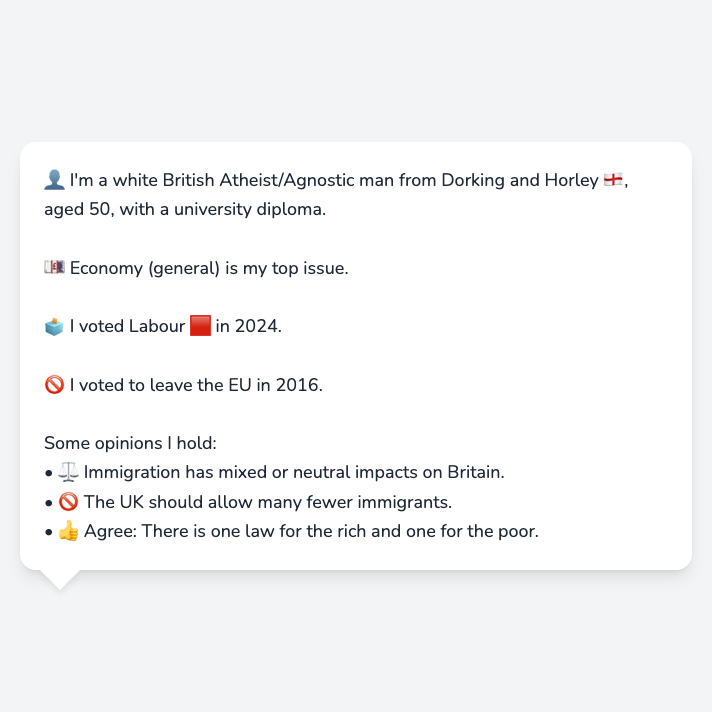 👤 I'm a white British Atheist/Agnostic man from Dorking and Horley 🏴󠁧󠁢󠁥󠁮󠁧󠁿,
aged 50, with a university diploma.
💷 Economy (general) is my top issue.
🗳️ I voted Labour 🟥 in 2024.
🚫 I voted to leave the EU in 2016.
Some opinions I hold:
• ⚖️ Immigration has mixed or neutral impacts on Britain.
• 🚫 The UK should allow many fewer immigrants.
• 👍 Agree: There is one law for the rich and one for the poor.